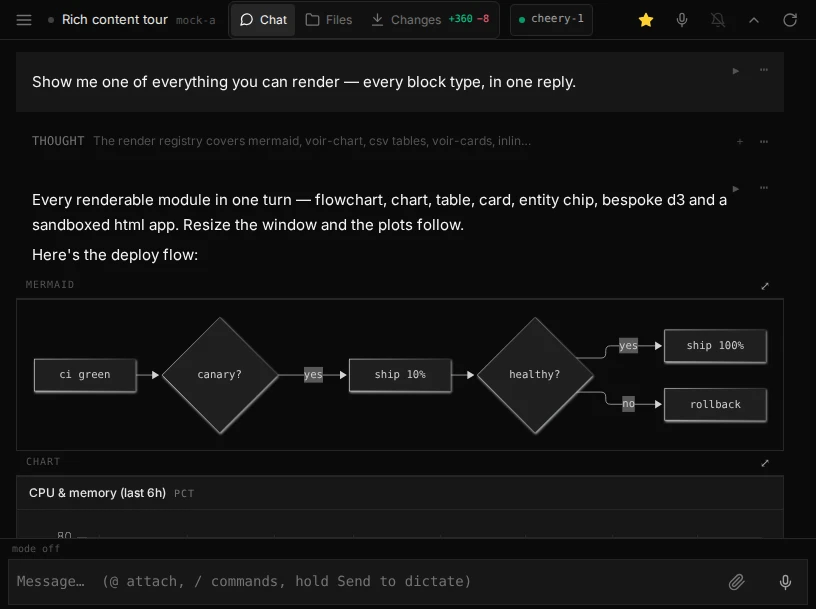 Rich content tour mock-a Chat Files Changes +360 −8 cheery-1
Show me one of everything you can render — every block type, in one reply.
THOUGHT The render registry covers mermaid, voir-chart, csv tables, voir-cards, inlin...
Every renderable module in one turn — flowchart, chart, table, card, entity chip, bespoke d3 and a
sandboxed html app. Resize the window and the plots follow.
Here's the deploy flow:
MERMAID
ci green canary? yes ship 10% healthy? yes ship 100%
no rollback
CHART
CPU & memory (last 6h) PCT
80
mode off
Message… (@ attach, / commands, hold Send to dictate)